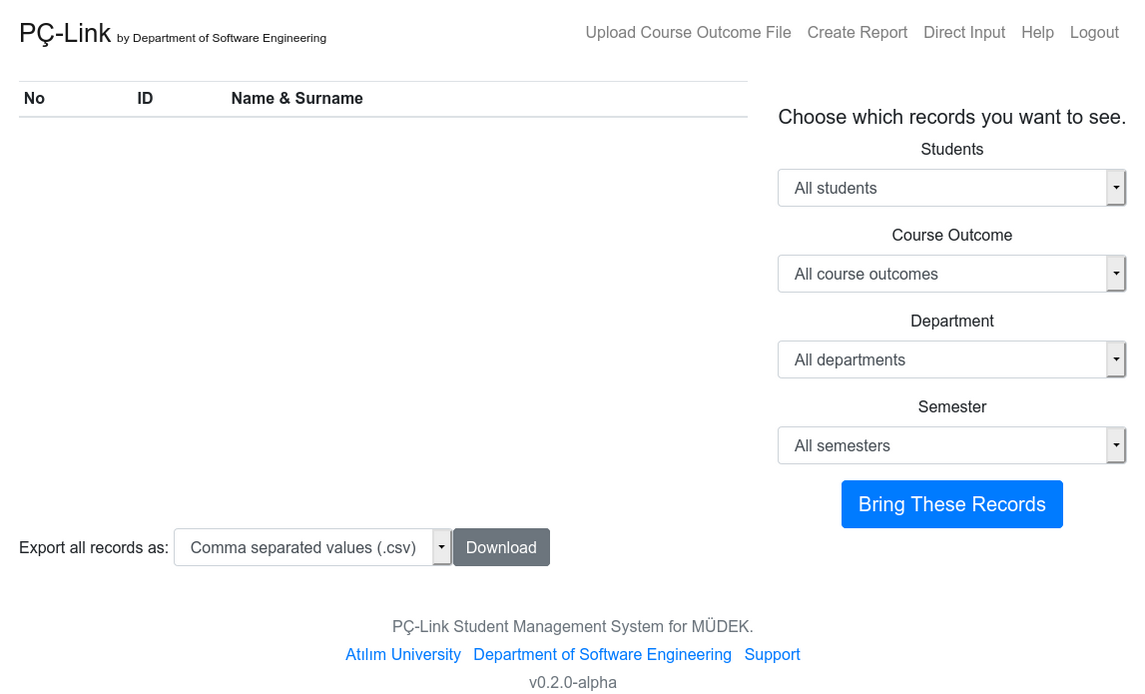 PÇ-Link by Department of Software Engineering
Upload Course Outcome File Create Report Direct Input Help Logout
No ID Name & Surname
Choose which records you want to see.
Students
All students
Course Outcome
All course outcomes
Department
All departments
Semester
All semesters
Bring These Records
Export all records as: Comma separated values (.csv) Download
PÇ-Link Student Management System for MÜDEK.
Atılım University Department of Software Engineering Support
v0.2.0-alpha